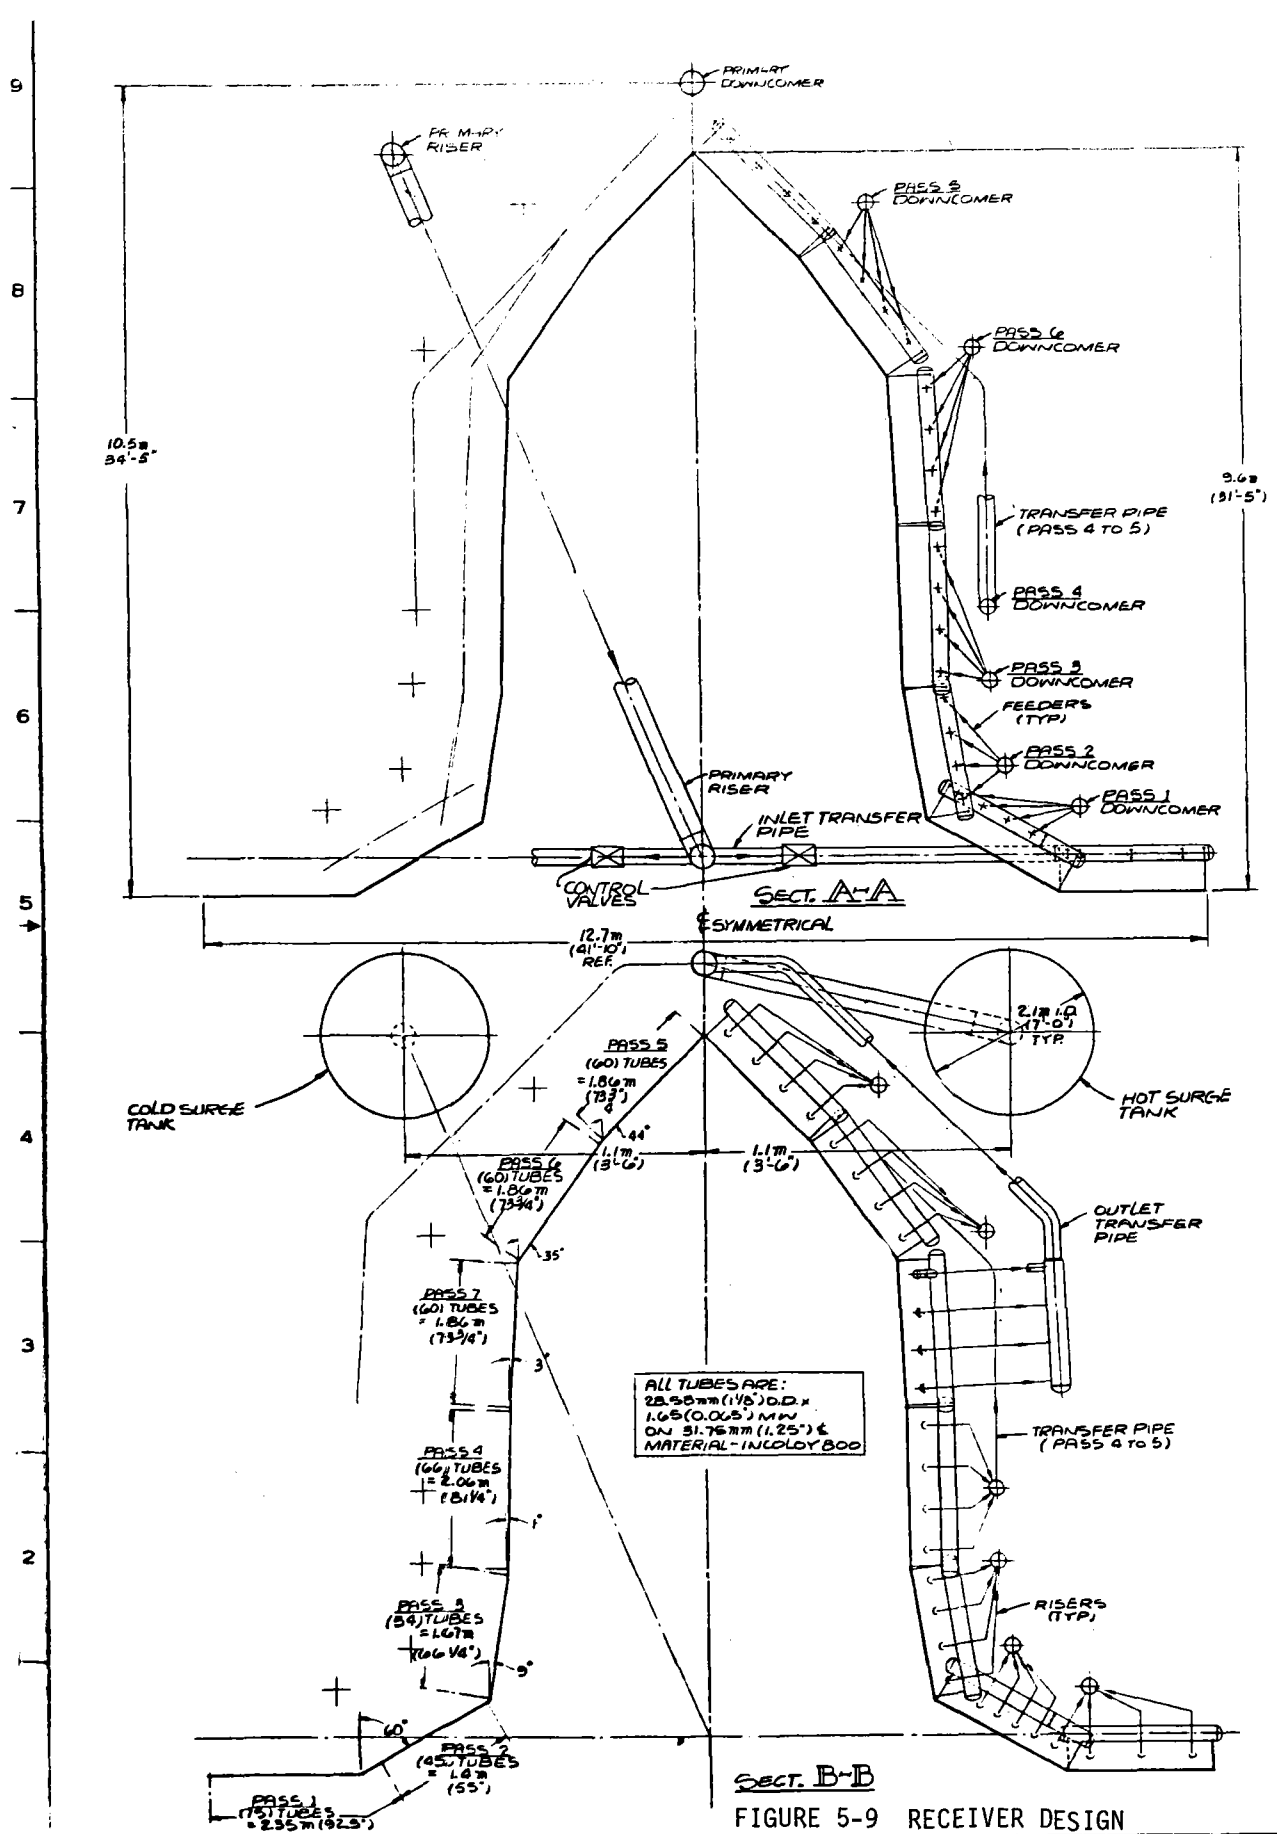 9
PRIMARY
DOWNCOMER
PRIMARY
RISER
PASS 5
DOWNCOMER
8
PASS 6
DOWNCOMER
10.5m
34'-5"
9.6m
(31'-5")
7
TRANSFER PIPE
(PASS 4 TO 5)
PASS 4
DOWNCOMER
PASS 3
DOWNCOMER
FEEDERS
(TYP)
6
PASS 2
DOWNCOMER
PRIMARY
RISER
PASS 1
DOWNCOMER
INLET TRANSFER
PIPE
CONTROL
VALVES
SECT. A-A
5
℄ SYMMETRICAL
12.7m
(41'-10")
REF.
2.1m I.D.
(7'-0")
TYP.
PASS 5
(60) TUBES
=1.86m
(73 3/4")
COLD SURGE
TANK
HOT SURGE
TANK
4
44°
1.1m
(3'-6")
1.1m
(3'-6")
PASS 6
(60) TUBES
=1.86m
(73 3/4")
OUTLET
TRANSFER
PIPE
35°
PASS 7
(60) TUBES
= 1.86m
(73 3/4")
3
3°
ALL TUBES ARE:
28.58mm (1 1/8") O.D. x
1.65 (0.065") MW
ON 31.75mm (1.25") ℄
MATERIAL-INCOLOY 800
TRANSFER PIPE
(PASS 4 TO 5)
PASS 4
(66) TUBES
= 2.06m
(81 1/4")
1°
2
PASS 3
(54) TUBES
=1.67m
(66 1/4")
RISERS
(TYP)
9°
60°
PASS 2
(45) TUBES
= 1.4m
(55")
PASS 1
(75) TUBES
= 2.35m (92.5")
SECT. B-B
FIGURE 5-9 RECEIVER DESIGN